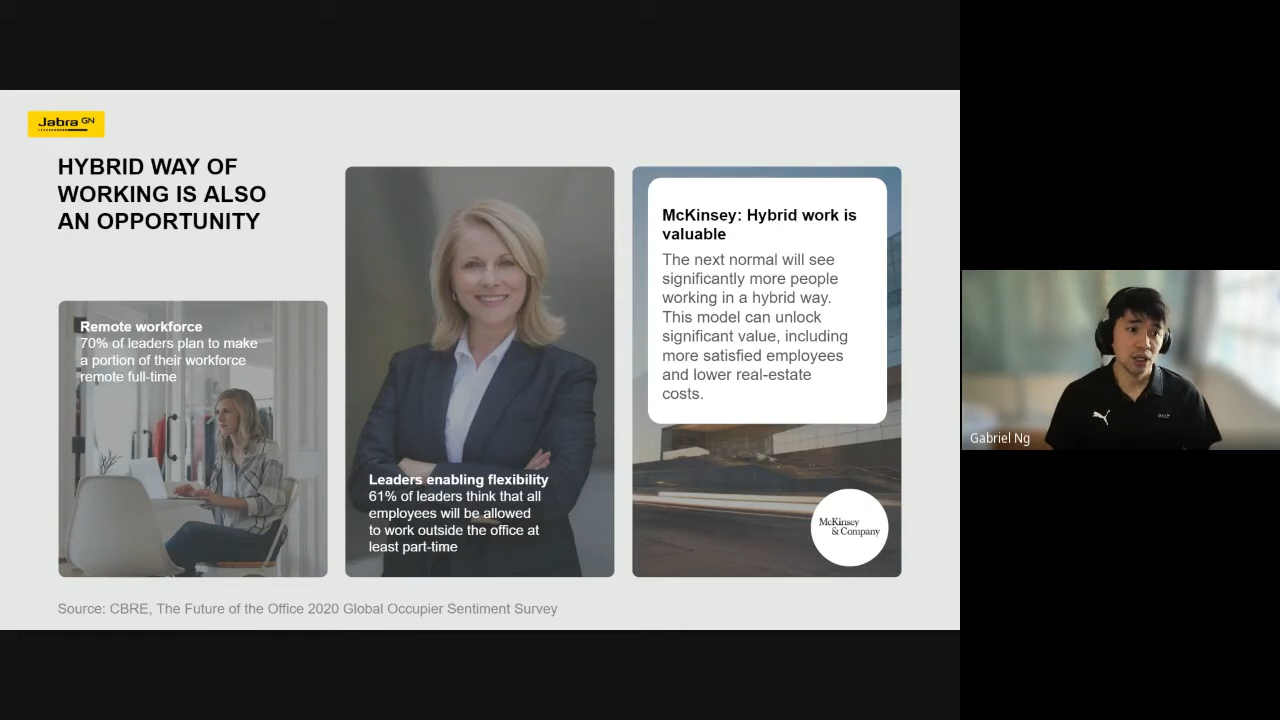 Jabra GN
HYBRID WAY OF
WORKING IS ALSO
AN OPPORTUNITY
Remote workforce
70% of leaders plan to make
a portion of their workforce
remote full-time
Leaders enabling flexibility
61% of leaders think that all
employees will be allowed
to work outside the office at
least part-time
McKinsey: Hybrid work is
valuable
The next normal will see
significantly more people
working in a hybrid way.
This model can unlock
significant value, including
more satisfied employees
and lower real-estate
costs.
McKinsey
& Company
Source: CBRE, The Future of the Office 2020 Global Occupier Sentiment Survey
Gabriel Ng